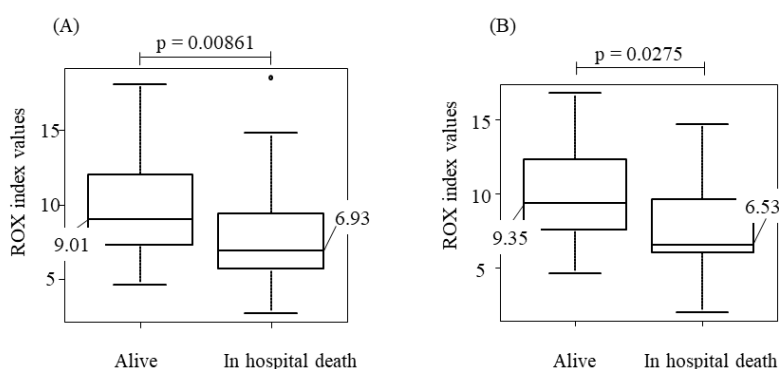 (A)
p = 0.00861
ROX index values
15
10
5
9.01
6.93
Alive
In hospital death
(B)
p = 0.0275
ROX index values
15
10
5
9.35
6.53
Alive
In hospital death